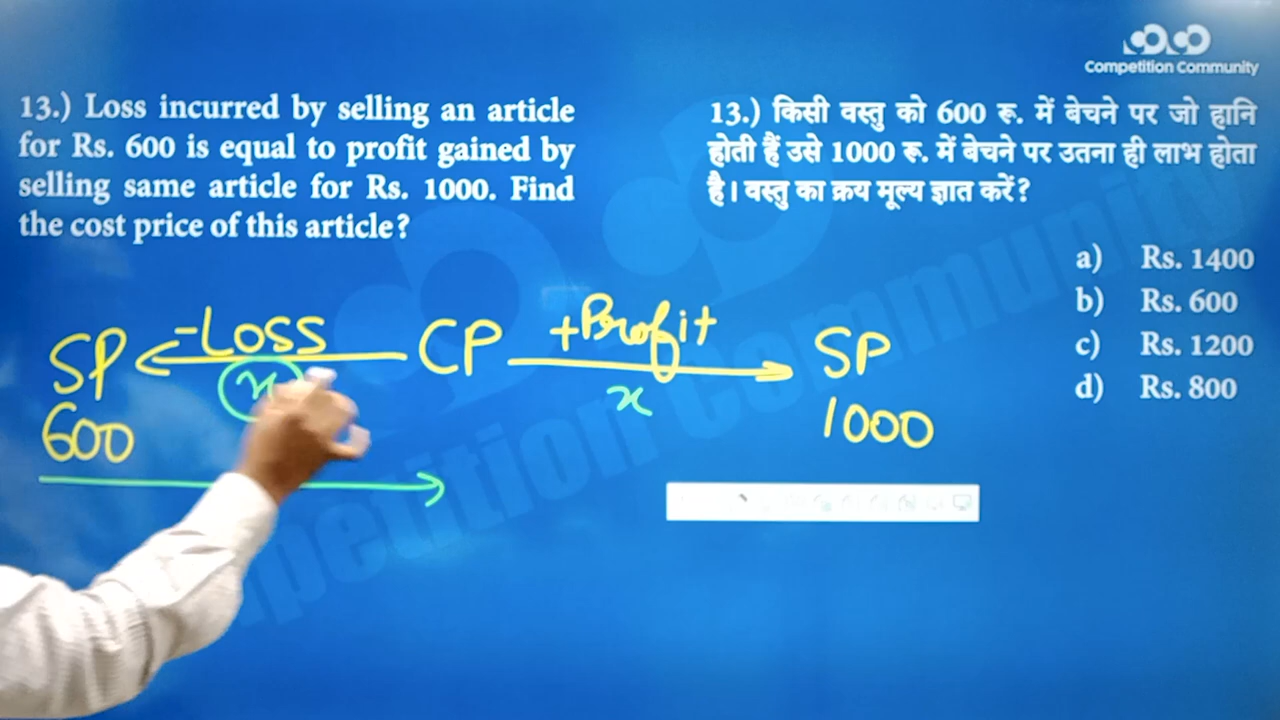 Competition Community
13.) Loss incurred by selling an article
for Rs. 600 is equal to profit gained by
selling same article for Rs. 1000. Find
the cost price of this article?
13.) किसी वस्तु को 600 रू. में बेचने पर जो हानि
होती हैं उसे 1000 रू. में बेचने पर उतना ही लाभ होता
है। वस्तु का क्रय मूल्य ज्ञात करें?
a) Rs. 1400
b) Rs. 600
c) Rs. 1200
d) Rs. 800
SP -Loss CP +Profit SP
x x
600 1000
Competition Community